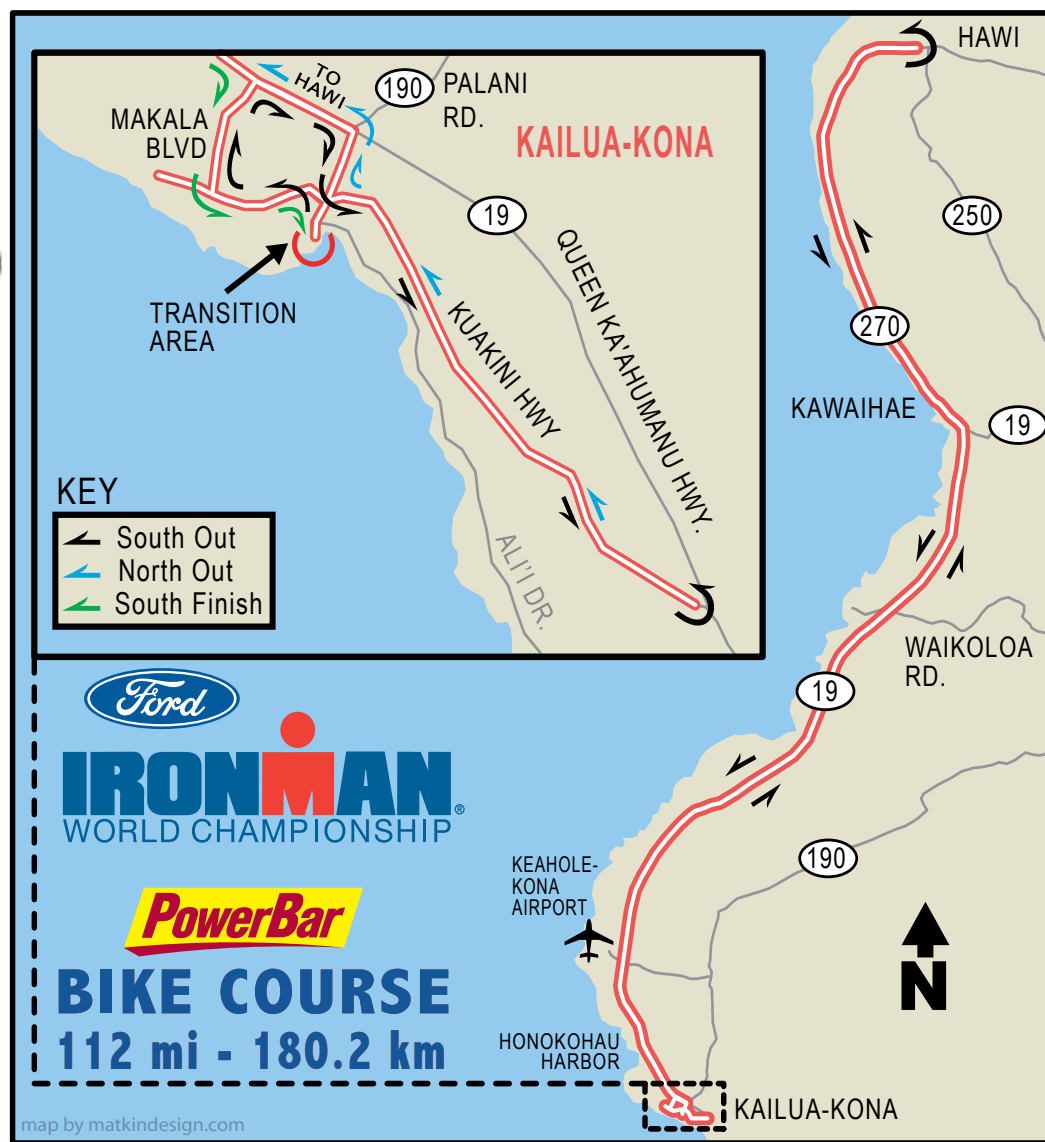 HAWI
TO
HAWI
190
PALANI
RD.
MAKALA
BLVD
KAILUA-KONA
19
250
QUEEN KA'AHUMANU HWY.
TRANSITION
AREA
KUAKINI HWY
270
KAWAIHAE
19
KEY
South Out
North Out
South Finish
ALI'I DR.
WAIKOLOA
RD.
19
Ford
IRONMAN®
WORLD CHAMPIONSHIP
190
KEAHOLE-
KONA
AIRPORT
PowerBar
BIKE COURSE
112 mi - 180.2 km
N
HONOKOHAU
HARBOR
KAILUA-KONA
map by matkindesign.com